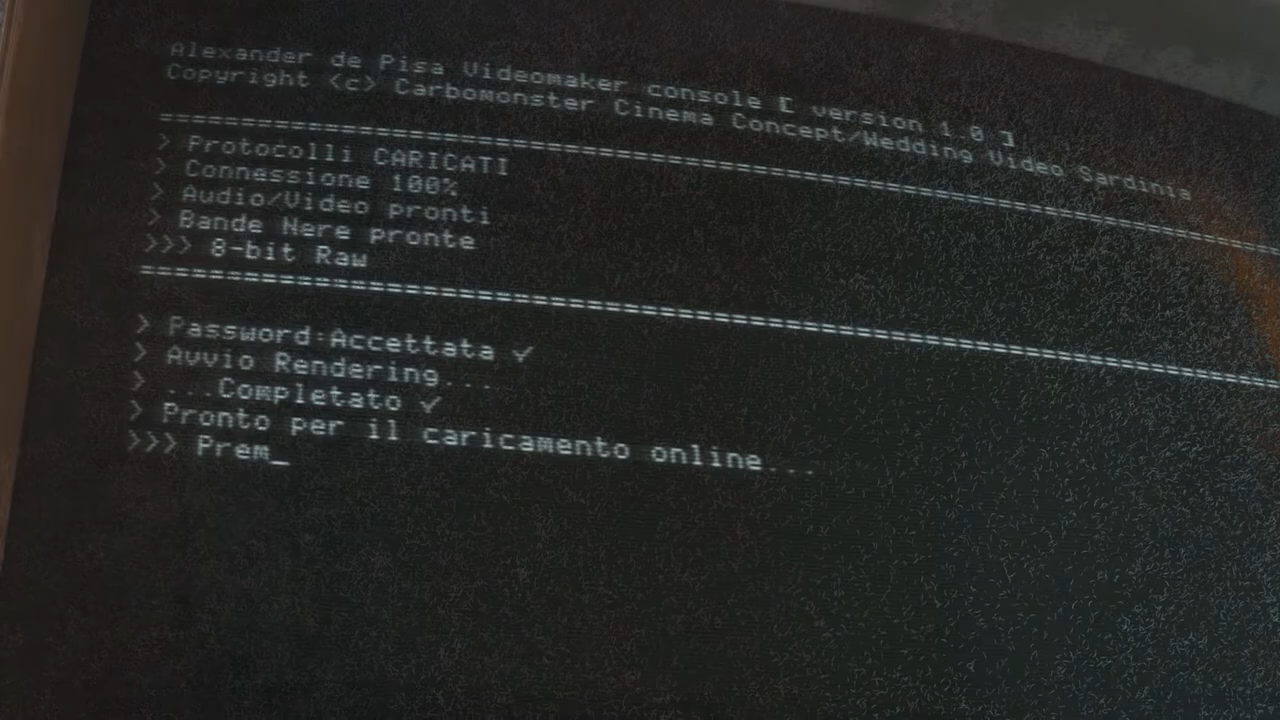 Alexander de Pisa Videomaker console [ version 1.0 ]
Copyright <c> Carbomonster Cinema Concept/Wedding Video Sardinia
==========================================================
> Protocolli CARICATI
> Connessione 100%
> Audio/Video pronti
> Bande Nere pronte
>>> 8-bit Raw
==========================================================
> Password:Accettata ✓
> Avvio Rendering...
> ...Completato ✓
> Pronto per il caricamento online...
>>> Prem_